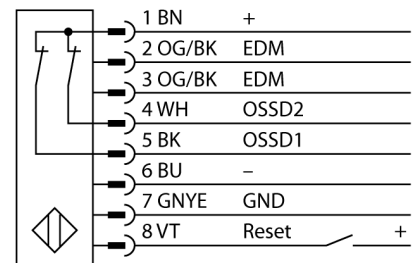 1 BN +
2 OG/BK EDM
3 OG/BK EDM
4 WH OSSD2
5 BK OSSD1
6 BU –
7 GNYE GND
8 VT Reset +